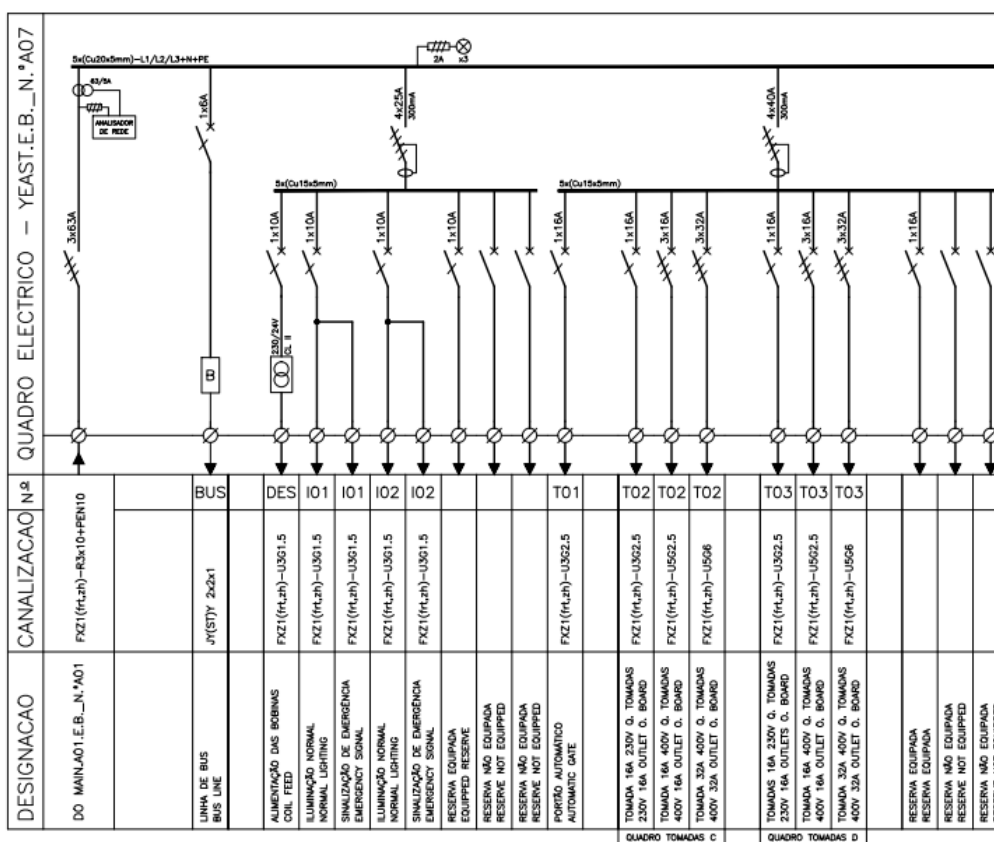 QUADRO ELECTRICO – YEAST.E.B._N.ºA07
5x(Cu20x5mm)-L1/L2/L3+N+PE
2A x3
63/5A
ANALISADOR
DE REDE
3x63A
1x6A
B
4x25A
300mA
5x(Cu15x5mm)
1x10A
230/24V
CL II
1x10A
1x10A
1x10A
4x40A
300mA
5x(Cu15x5mm)
1x16A
1x16A
3x16A
3x32A
1x16A
3x16A
3x32A
1x16A
Nº
BUS
DES
I01
I01
I02
I02
T01
T02
T02
T02
T03
T03
T03
CANALIZACAO
FXZ1(frt,zh)-R3x10+PEN10
JY(ST)Y 2x2x1
FXZ1(frt,zh)-U3G1.5
FXZ1(frt,zh)-U3G1.5
FXZ1(frt,zh)-U3G1.5
FXZ1(frt,zh)-U3G1.5
FXZ1(frt,zh)-U3G1.5
FXZ1(frt,zh)-U3G2.5
FXZ1(frt,zh)-U3G2.5
FXZ1(frt,zh)-U5G2.5
FXZ1(frt,zh)-U5G6
FXZ1(frt,zh)-U3G2.5
FXZ1(frt,zh)-U5G2.5
FXZ1(frt,zh)-U5G6
DESIGNACAO
DO MAIN.A01.E.B._N.ºA01
LINHA DE BUS
BUS LINE
ALIMENTAÇÃO DAS BOBINAS
COIL FEED
ILUMINAÇÃO NORMAL
NORMAL LIGHTING
SINALIZAÇÃO DE EMERGÊNCIA
EMERGENCY SIGNAL
ILUMINAÇÃO NORMAL
NORMAL LIGHTING
SINALIZAÇÃO DE EMERGÊNCIA
EMERGENCY SIGNAL
RESERVA EQUIPADA
EQUIPPED RESERVE
RESERVA NÃO EQUIPADA
RESERVE NOT EQUIPPED
RESERVA NÃO EQUIPADA
RESERVE NOT EQUIPPED
PORTÃO AUTOMÁTICO
AUTOMATIC GATE
TOMADA 16A 230V Q. TOMADAS
230V 16A OUTLET O. BOARD
TOMADA 16A 400V Q. TOMADAS
400V 16A OUTLET O. BOARD
TOMADA 32A 400V Q. TOMADAS
400V 32A OUTLET O. BOARD
TOMADAS 16A 230V Q. TOMADAS
230V 16A OUTLETS O. BOARD
TOMADA 16A 400V Q. TOMADAS
400V 16A OUTLET O. BOARD
TOMADA 32A 400V Q. TOMADAS
400V 32A OUTLET O. BOARD
RESERVA EQUIPADA
RESERVA EQUIPADA
RESERVA NÃO EQUIPADA
RESERVE NOT EQUIPPED
RESERVA NÃO EQUIPADA
QUADRO TOMADAS C
QUADRO TOMADAS D